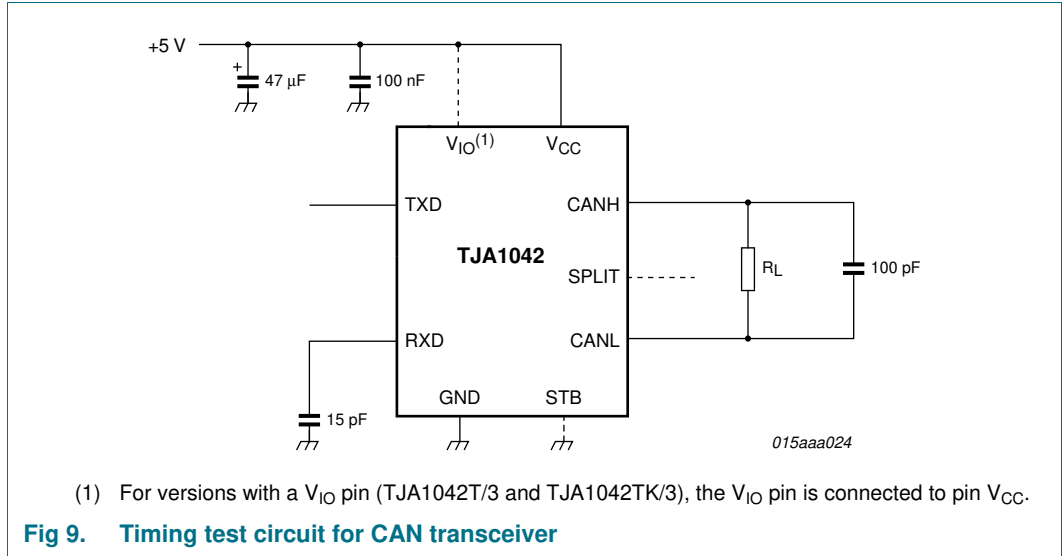 +5 V
+
47 μF
100 nF
VIO(1)
VCC
TXD
CANH
TJA1042
SPLIT
RL
100 pF
RXD
CANL
GND
STB
15 pF
015aaa024
(1) For versions with a VIO pin (TJA1042T/3 and TJA1042TK/3), the VIO pin is connected to pin VCC.
Fig 9. Timing test circuit for CAN transceiver